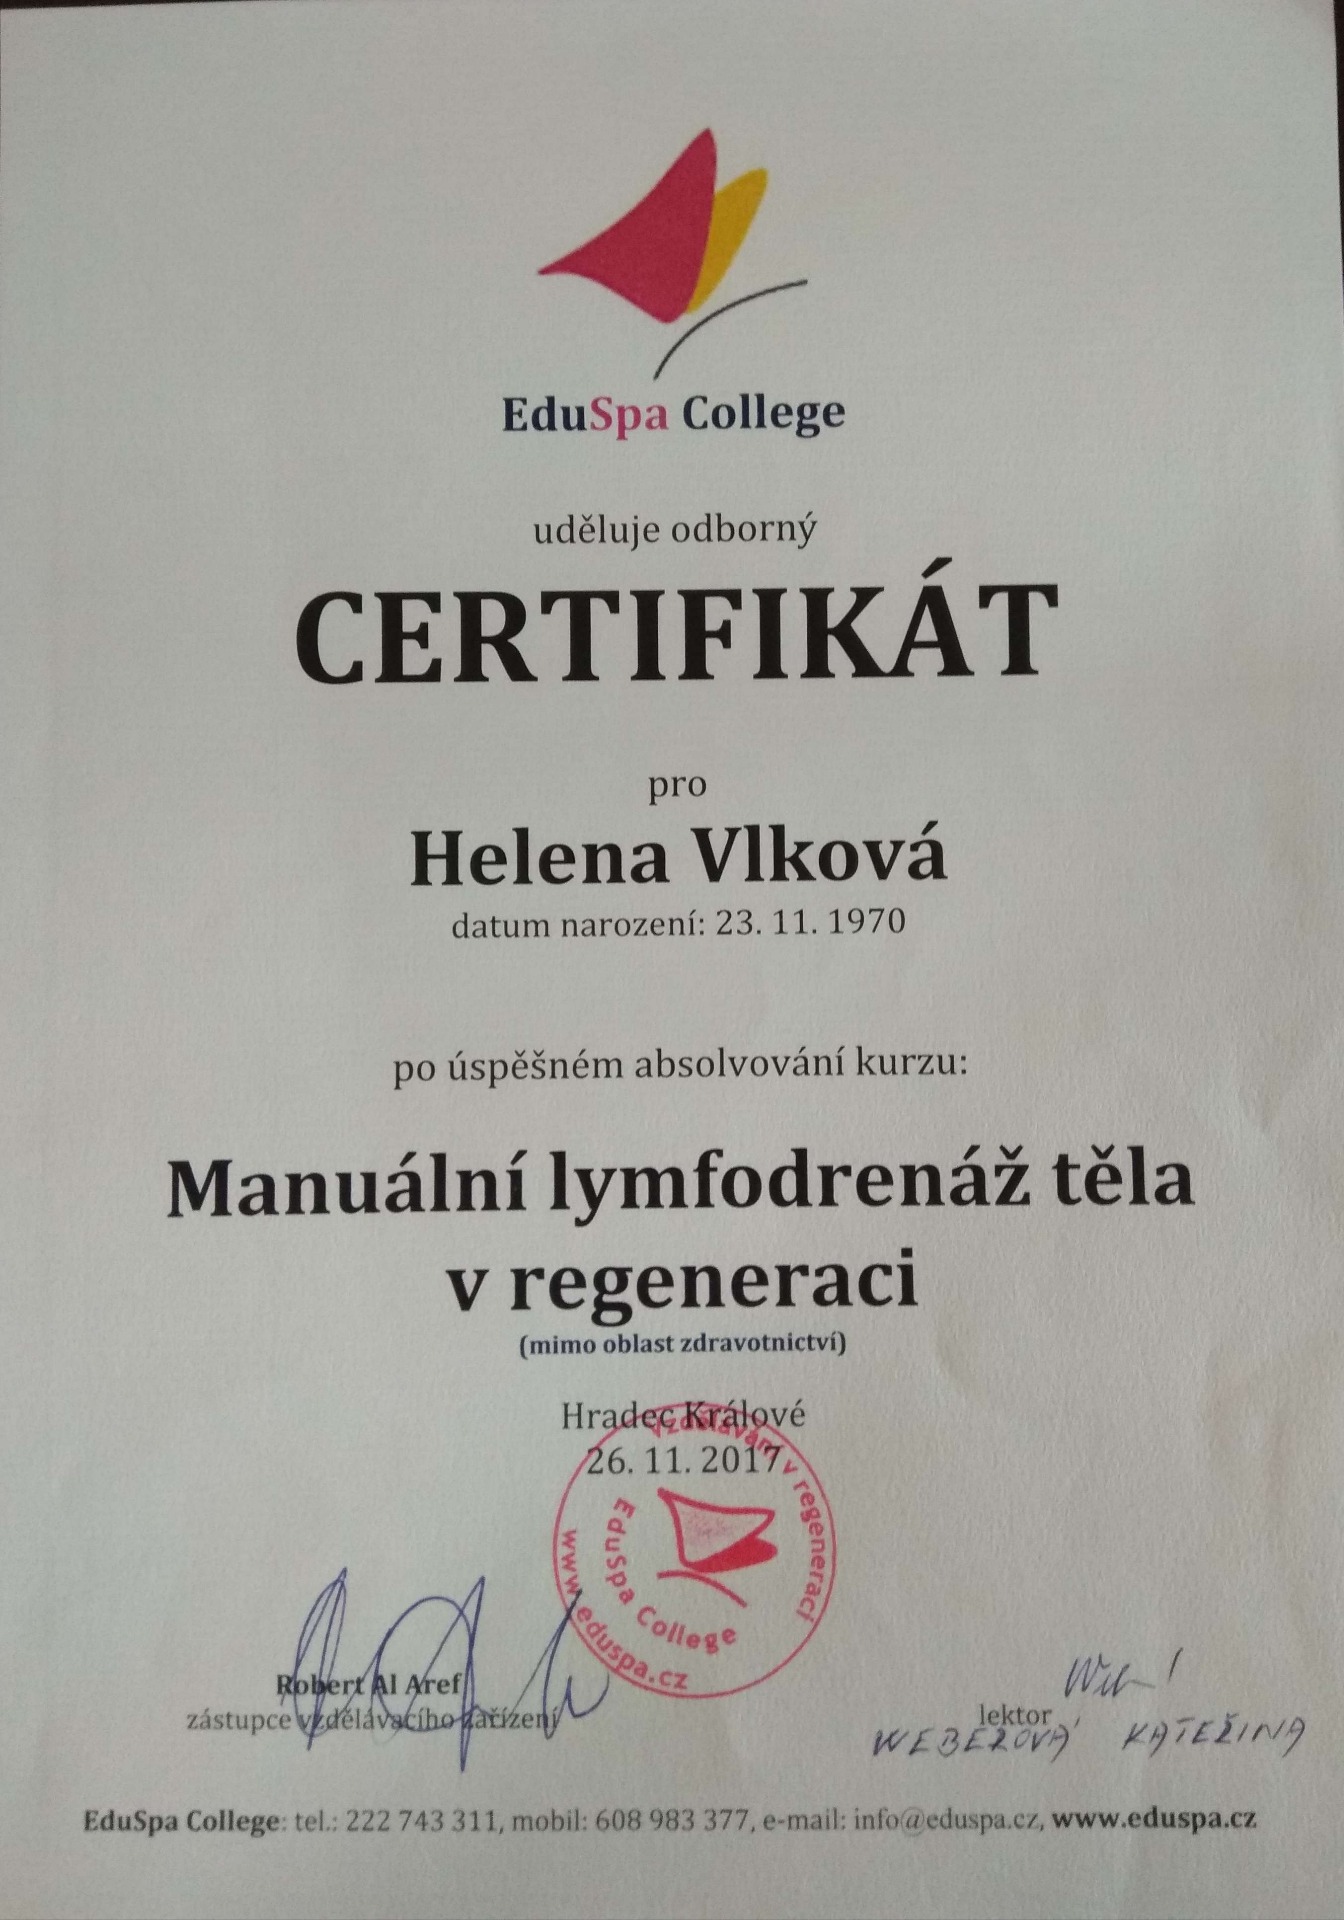 EduSpa College
uděluje odborný
CERTIFIKÁT
pro
Helena Vlková
datum narození: 23. 11. 1970
po úspěšném absolvování kurzu:
Manuální lymfodrenáž těla
v regeneraci
(mimo oblast zdravotnictví)
Hradec Králové
26. 11. 2017
vzdělávání v regeneraci
EduSpa College
www.eduspa.cz
Robert Al Aref
zástupce vzdělávacího zařízení
lektor
WEBEROVÁ KATEŘINA
EduSpa College: tel.: 222 743 311, mobil: 608 983 377, e-mail: info@eduspa.cz, www.eduspa.cz